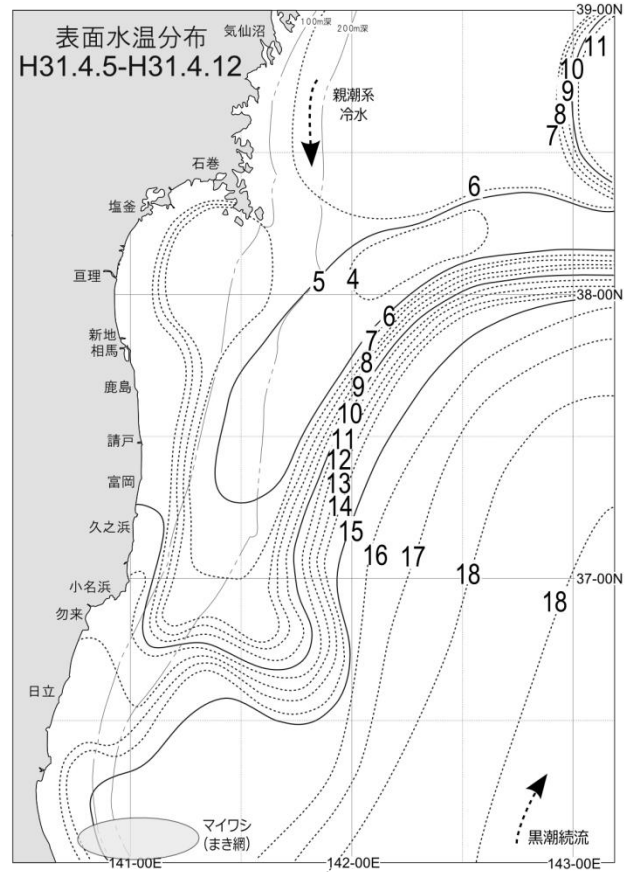 表面水温分布
H31.4.5-H31.4.12
気仙沼
100m深
200m深
39-00N
11
10
9
8
7
親潮系
冷水
石巻
塩釜
6
亘理
5
4
38-00N
新地
相馬
鹿島
請戸
富岡
久之浜
6
7
8
9
10
11
12
13
14
15
16
17
18
18
37-00N
小名浜
勿来
日立
マイワシ
(まき網)
黒潮続流
141-00E
142-00E
143-00E